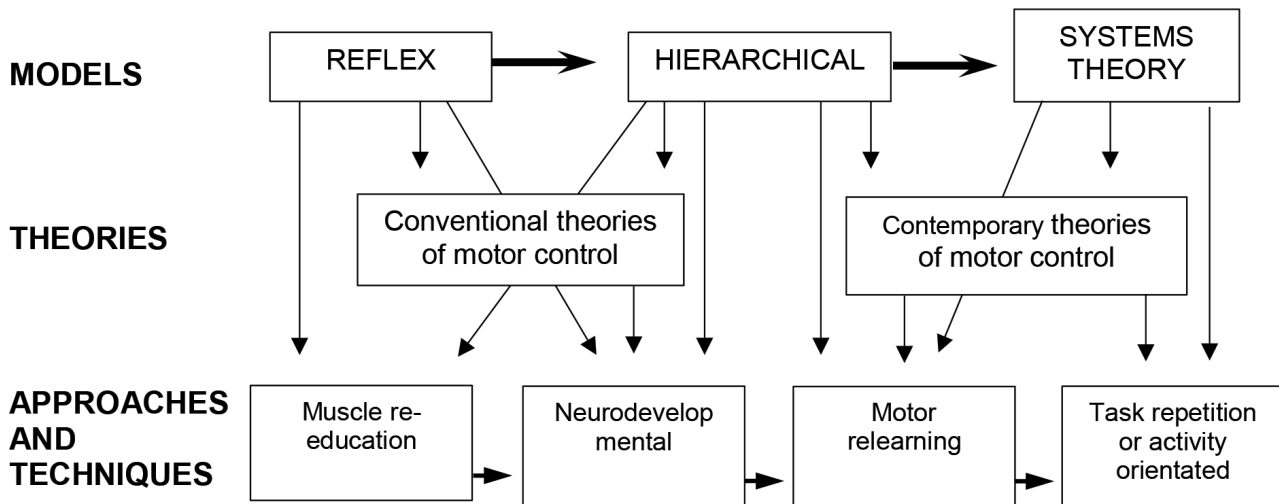 MODELS
REFLEX
HIERARCHICAL
SYSTEMS
THEORY
THEORIES
Conventional theories
of motor control
Contemporary theories
of motor control
APPROACHES
AND
TECHNIQUES
Muscle re-
education
Neurodevelop
mental
Motor
relearning
Task repetition
or activity
orientated